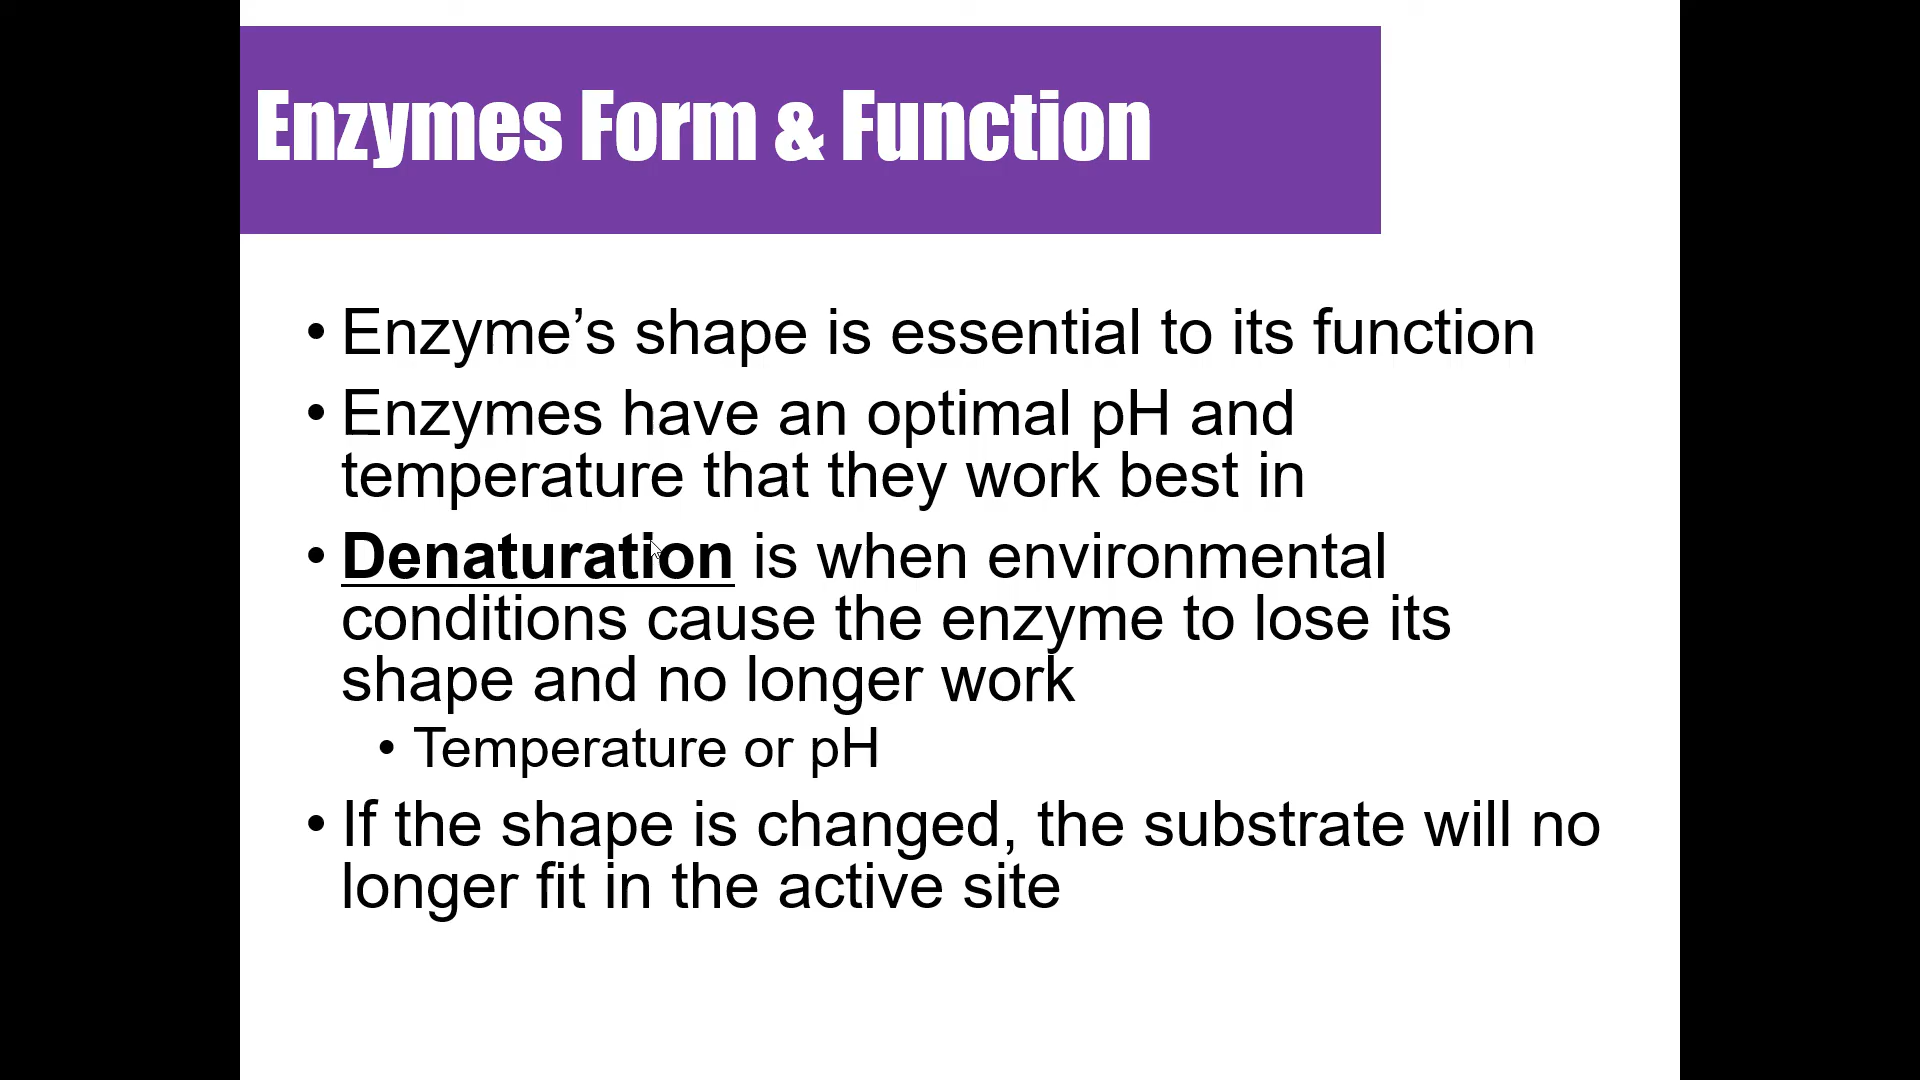 Enzymes Form & Function
• Enzyme’s shape is essential to its function
• Enzymes have an optimal pH and
temperature that they work best in
• Denaturation is when environmental
conditions cause the enzyme to lose its
shape and no longer work
• Temperature or pH
• If the shape is changed, the substrate will no
longer fit in the active site